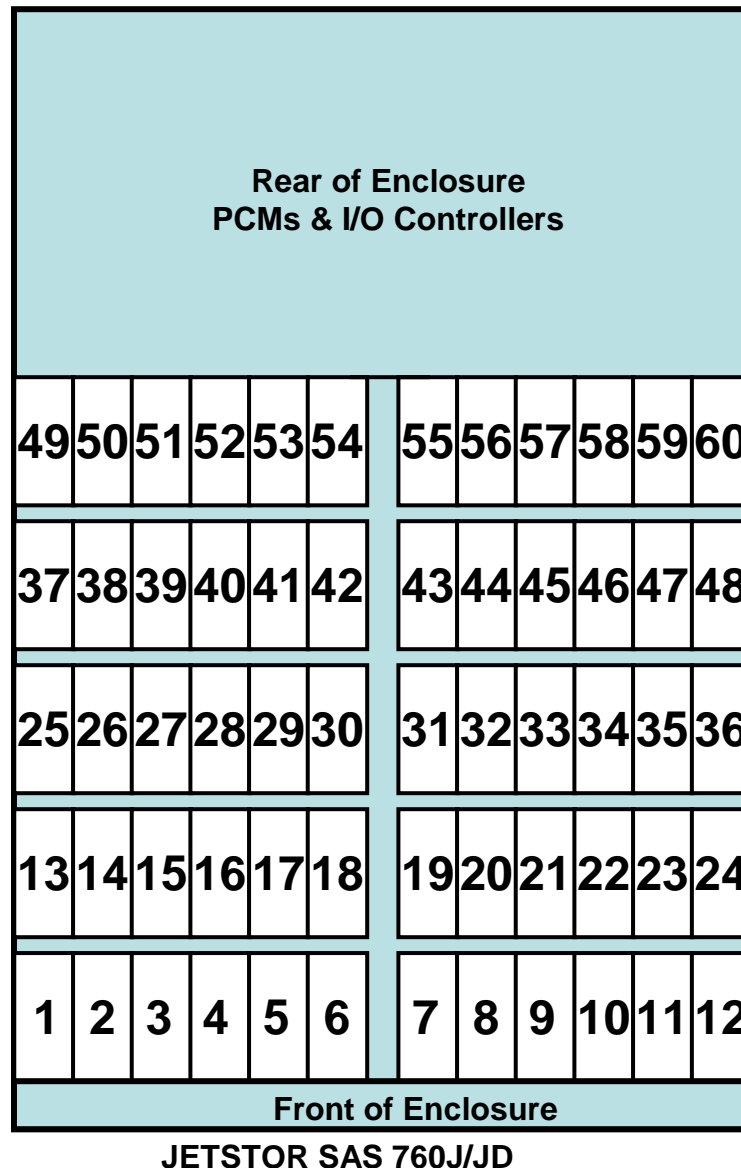 Rear of Enclosure
PCMs & I/O Controllers
49 50 51 52 53 54 55 56 57 58 59 60
37 38 39 40 41 42 43 44 45 46 47 48
25 26 27 28 29 30 31 32 33 34 35 36
13 14 15 16 17 18 19 20 21 22 23 24
1 2 3 4 5 6 7 8 9 10 11 12
Front of Enclosure
JETSTOR SAS 760J/JD